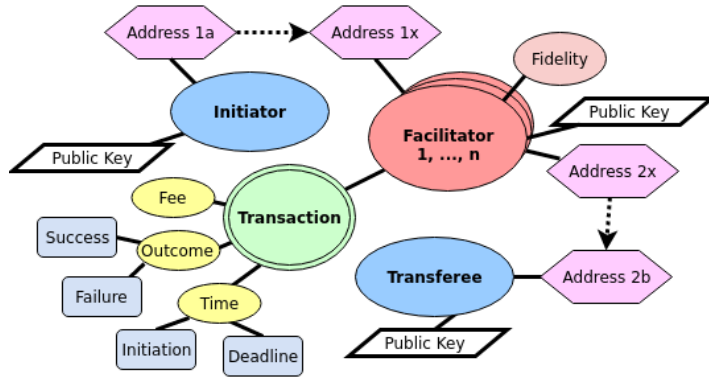 Address 1a
Address 1x
Fidelity
Initiator
Public Key
Facilitator
1, ..., n
Public Key
Address 2x
Fee
Transaction
Success
Outcome
Failure
Time
Initiation
Deadline
Transferee
Address 2b
Public Key